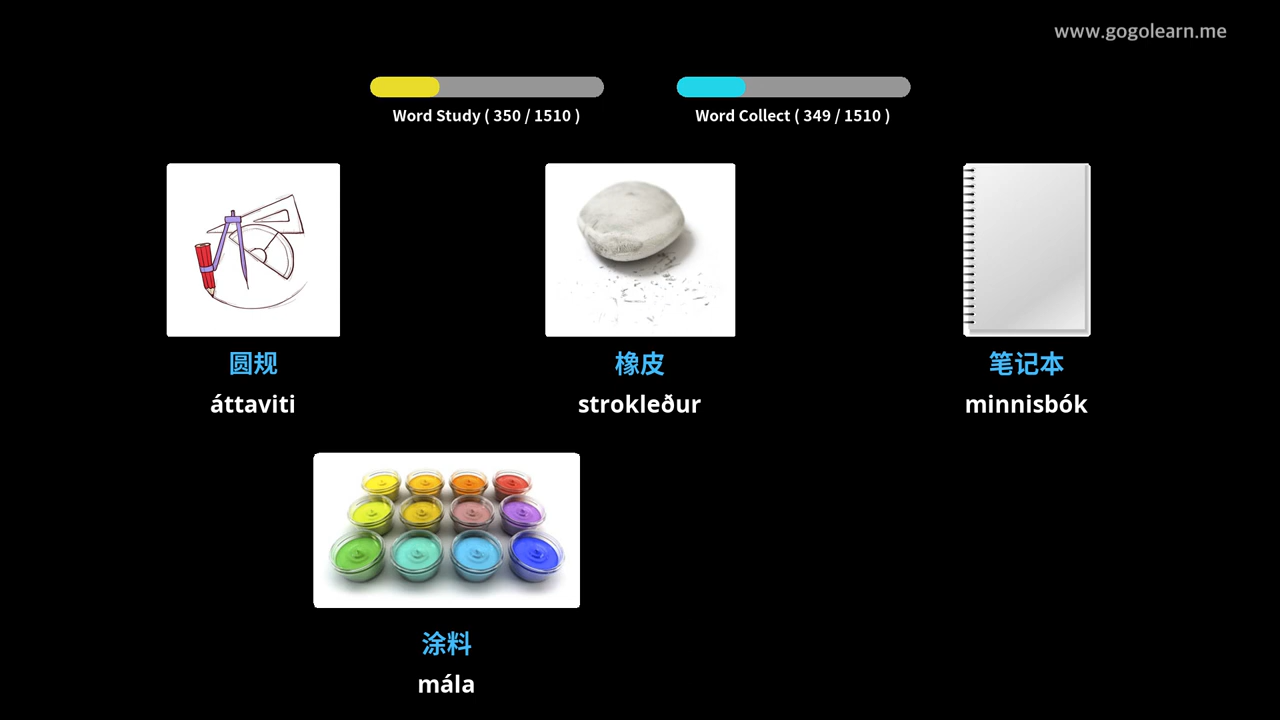 www.gogolearn.me
Word Study ( 350 / 1510 )
Word Collect ( 349 / 1510 )
圆规
橡皮
笔记本
áttaviti
strokleður
minnisbók
涂料
mála